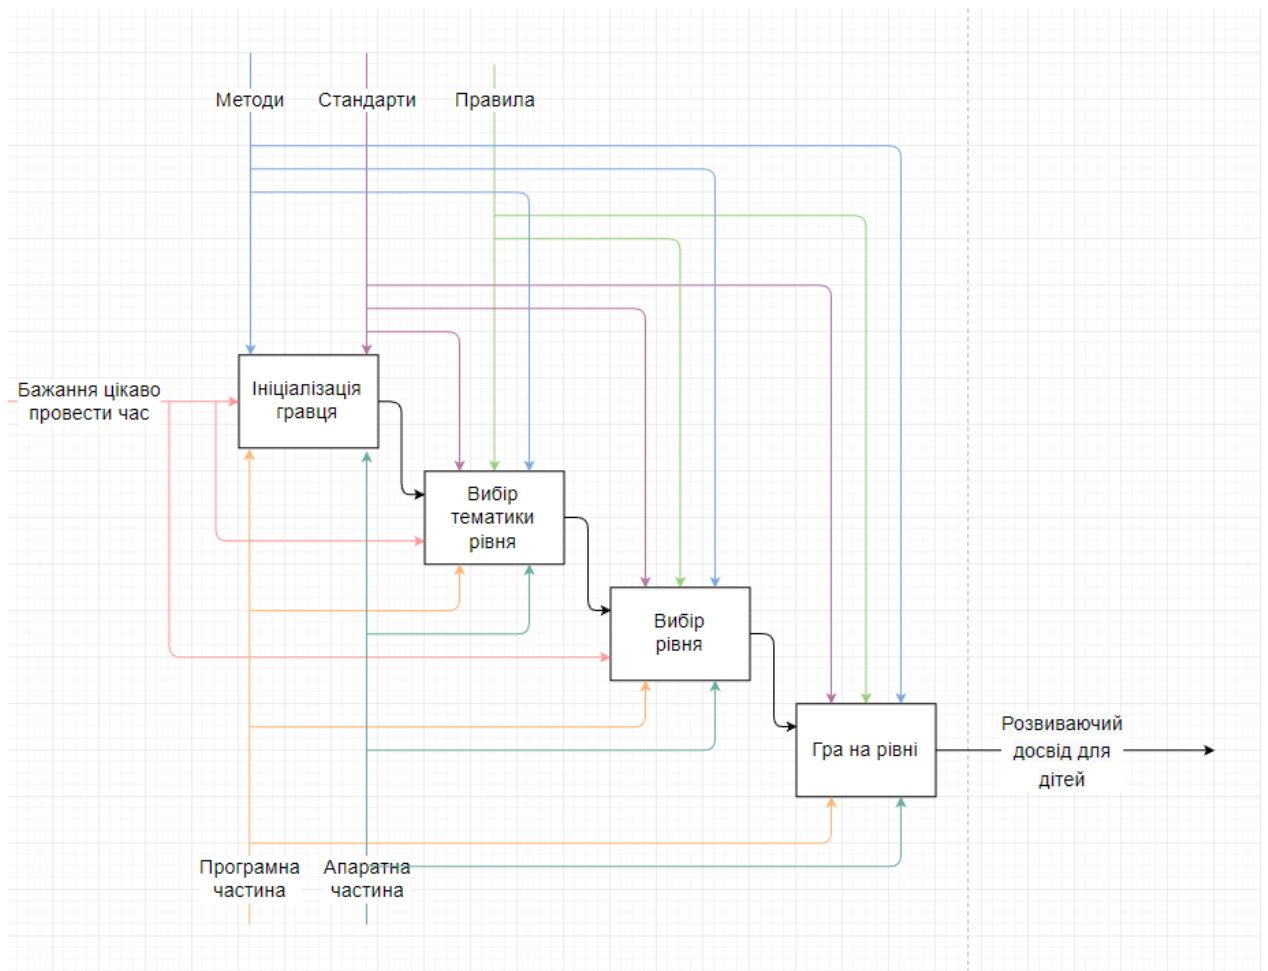 Методи
Стандарти
Правила
Бажання цікаво
провести час
Ініціалізація
гравця
Вибір
тематики
рівня
Вибір
рівня
Гра на рівні
Розвиваючий
досвід для
дітей
Програмна
частина
Апаратна
частина